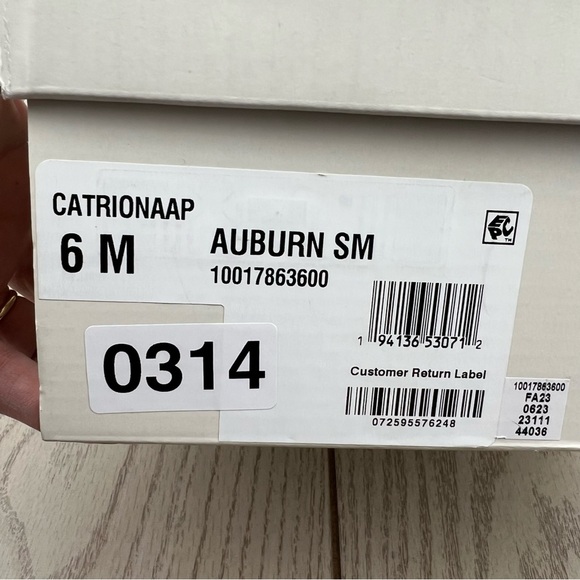 CATRIONAAP
6 M
AUBURN SM
10017863600
EPC™
1 94136 53071 2
Customer Return Label
072595576248
0314
10017863600
FA23
0623
23111
44036